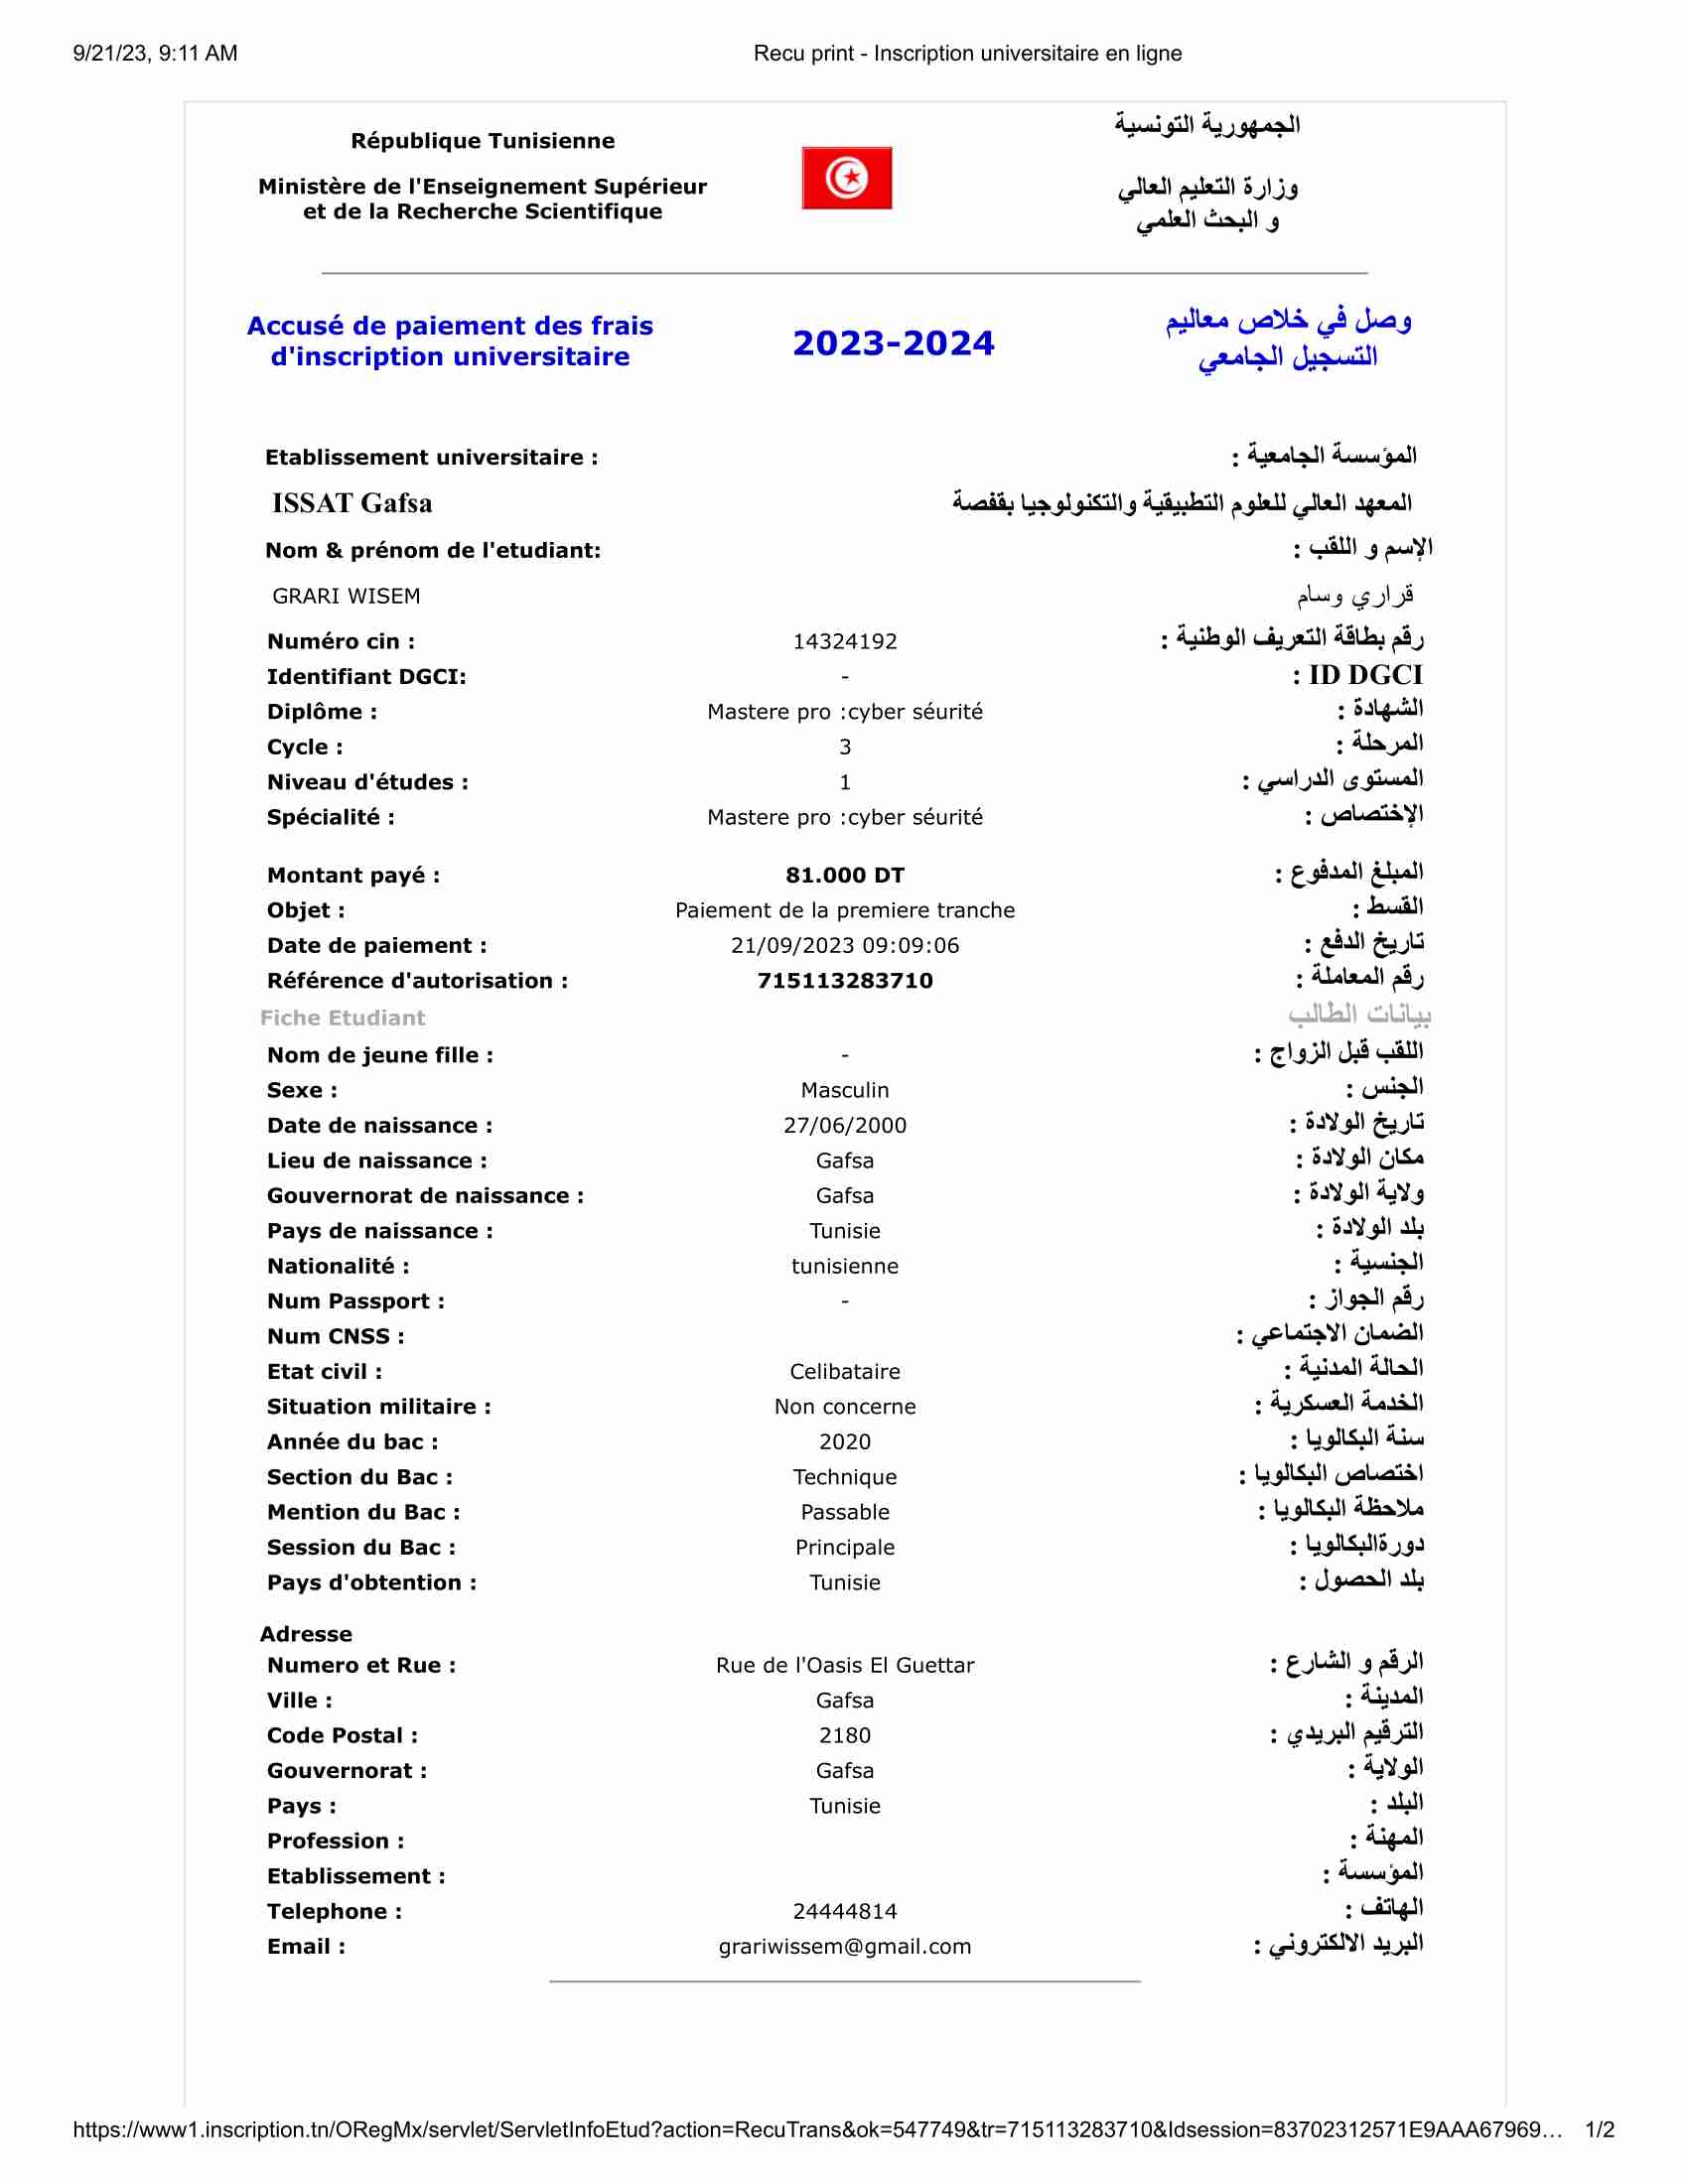 9/21/23, 9:11 AM Recu print - Inscription universitaire en ligne
République Tunisienne الجمهورية التونسية
Ministère de l'Enseignement Supérieur وزارة التعليم العالي
et de la Recherche Scientifique و البحث العلمي
Accusé de paiement des frais 2023-2024 وصل في خلاص معاليم
d'inscription universitaire التسجيل الجامعي
Etablissement universitaire : المؤسسة الجامعية :
ISSAT Gafsa المعهد العالي للعلوم التطبيقية والتكنولوجيا بقفصة
Nom & prénom de l'etudiant: الإسم و اللقب :
GRARI WISEM قراري وسام
Numéro cin : 14324192 رقم بطاقة التعريف الوطنية :
Identifiant DGCI: - ID DGCI :
Diplôme : Mastere pro :cyber séurité الشهادة :
Cycle : 3 المرحلة :
Niveau d'études : 1 المستوى الدراسي :
Spécialité : Mastere pro :cyber séurité الإختصاص :
Montant payé : 81.000 DT المبلغ المدفوع :
Objet : Paiement de la premiere tranche القسط :
Date de paiement : 21/09/2023 09:09:06 تاريخ الدفع :
Référence d'autorisation : 715113283710 رقم المعاملة :
Fiche Etudiant بيانات الطالب
Nom de jeune fille : - اللقب قبل الزواج :
Sexe : Masculin الجنس :
Date de naissance : 27/06/2000 تاريخ الولادة :
Lieu de naissance : Gafsa مكان الولادة :
Gouvernorat de naissance : Gafsa ولاية الولادة :
Pays de naissance : Tunisie بلد الولادة :
Nationalité : tunisienne الجنسية :
Num Passport : - رقم الجواز :
Num CNSS : الضمان الاجتماعي :
Etat civil : Celibataire الحالة المدنية :
Situation militaire : Non concerne الخدمة العسكرية :
Année du bac : 2020 سنة البكالويا :
Section du Bac : Technique اختصاص البكالويا :
Mention du Bac : Passable ملاحظة البكالويا :
Session du Bac : Principale دورةالبكالويا :
Pays d'obtention : Tunisie بلد الحصول :
Adresse
Numero et Rue : Rue de l'Oasis El Guettar الرقم و الشارع :
Ville : Gafsa المدينة :
Code Postal : 2180 الترقيم البريدي :
Gouvernorat : Gafsa الولاية :
Pays : Tunisie البلد :
Profession : المهنة :
Etablissement : المؤسسة :
Telephone : 24444814 الهاتف :
Email : grariwissem@gmail.com البريد الالكتروني :
https://www1.inscription.tn/ORegMx/servlet/ServletInfoEtud?action=RecuTrans&ok=547749&tr=715113283710&Idsession=83702312571E9AAA67969… 1/2